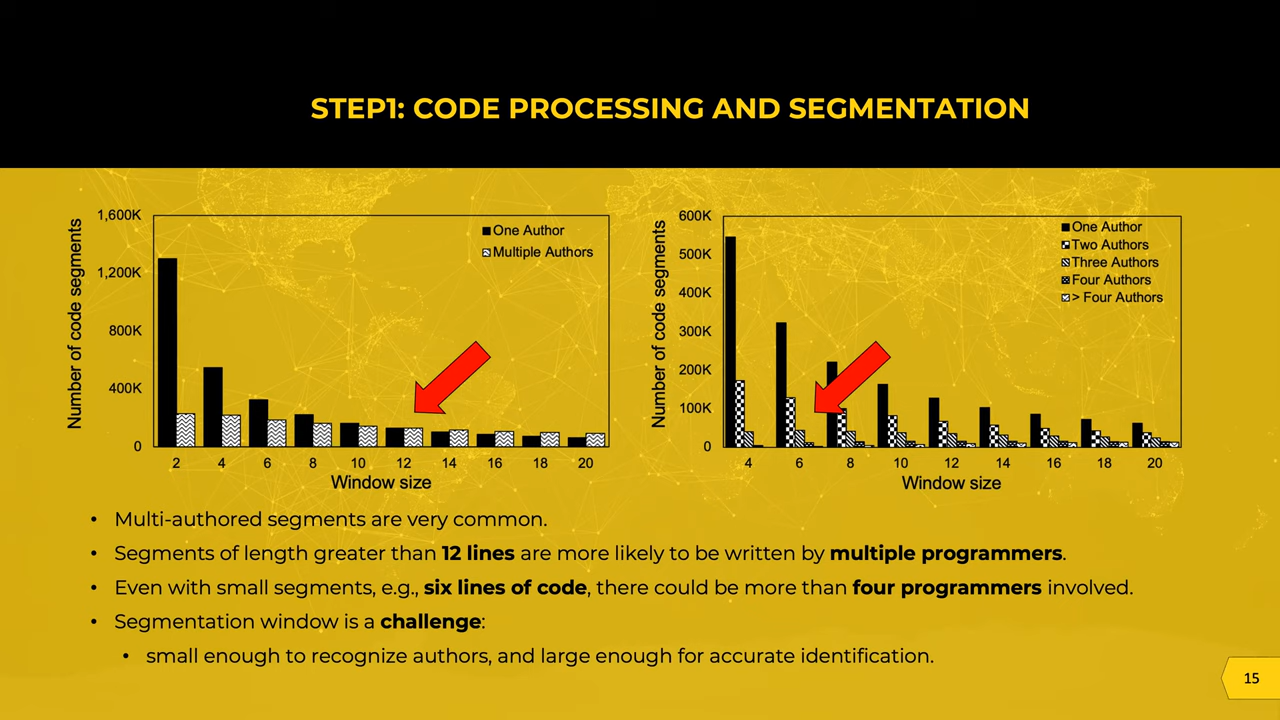 STEP1: CODE PROCESSING AND SEGMENTATION
Number of code segments
1,600K
1,200K
800K
400K
0
One Author
Multiple Authors
2 4 6 8 10 12 14 16 18 20
Window size
Number of code segments
600K
500K
400K
300K
200K
100K
0
One Author
Two Authors
Three Authors
Four Authors
> Four Authors
4 6 8 10 12 14 16 18 20
Window size
• Multi-authored segments are very common.
• Segments of length greater than 12 lines are more likely to be written by multiple programmers.
• Even with small segments, e.g., six lines of code, there could be more than four programmers involved.
• Segmentation window is a challenge:
• small enough to recognize authors, and large enough for accurate identification.
15